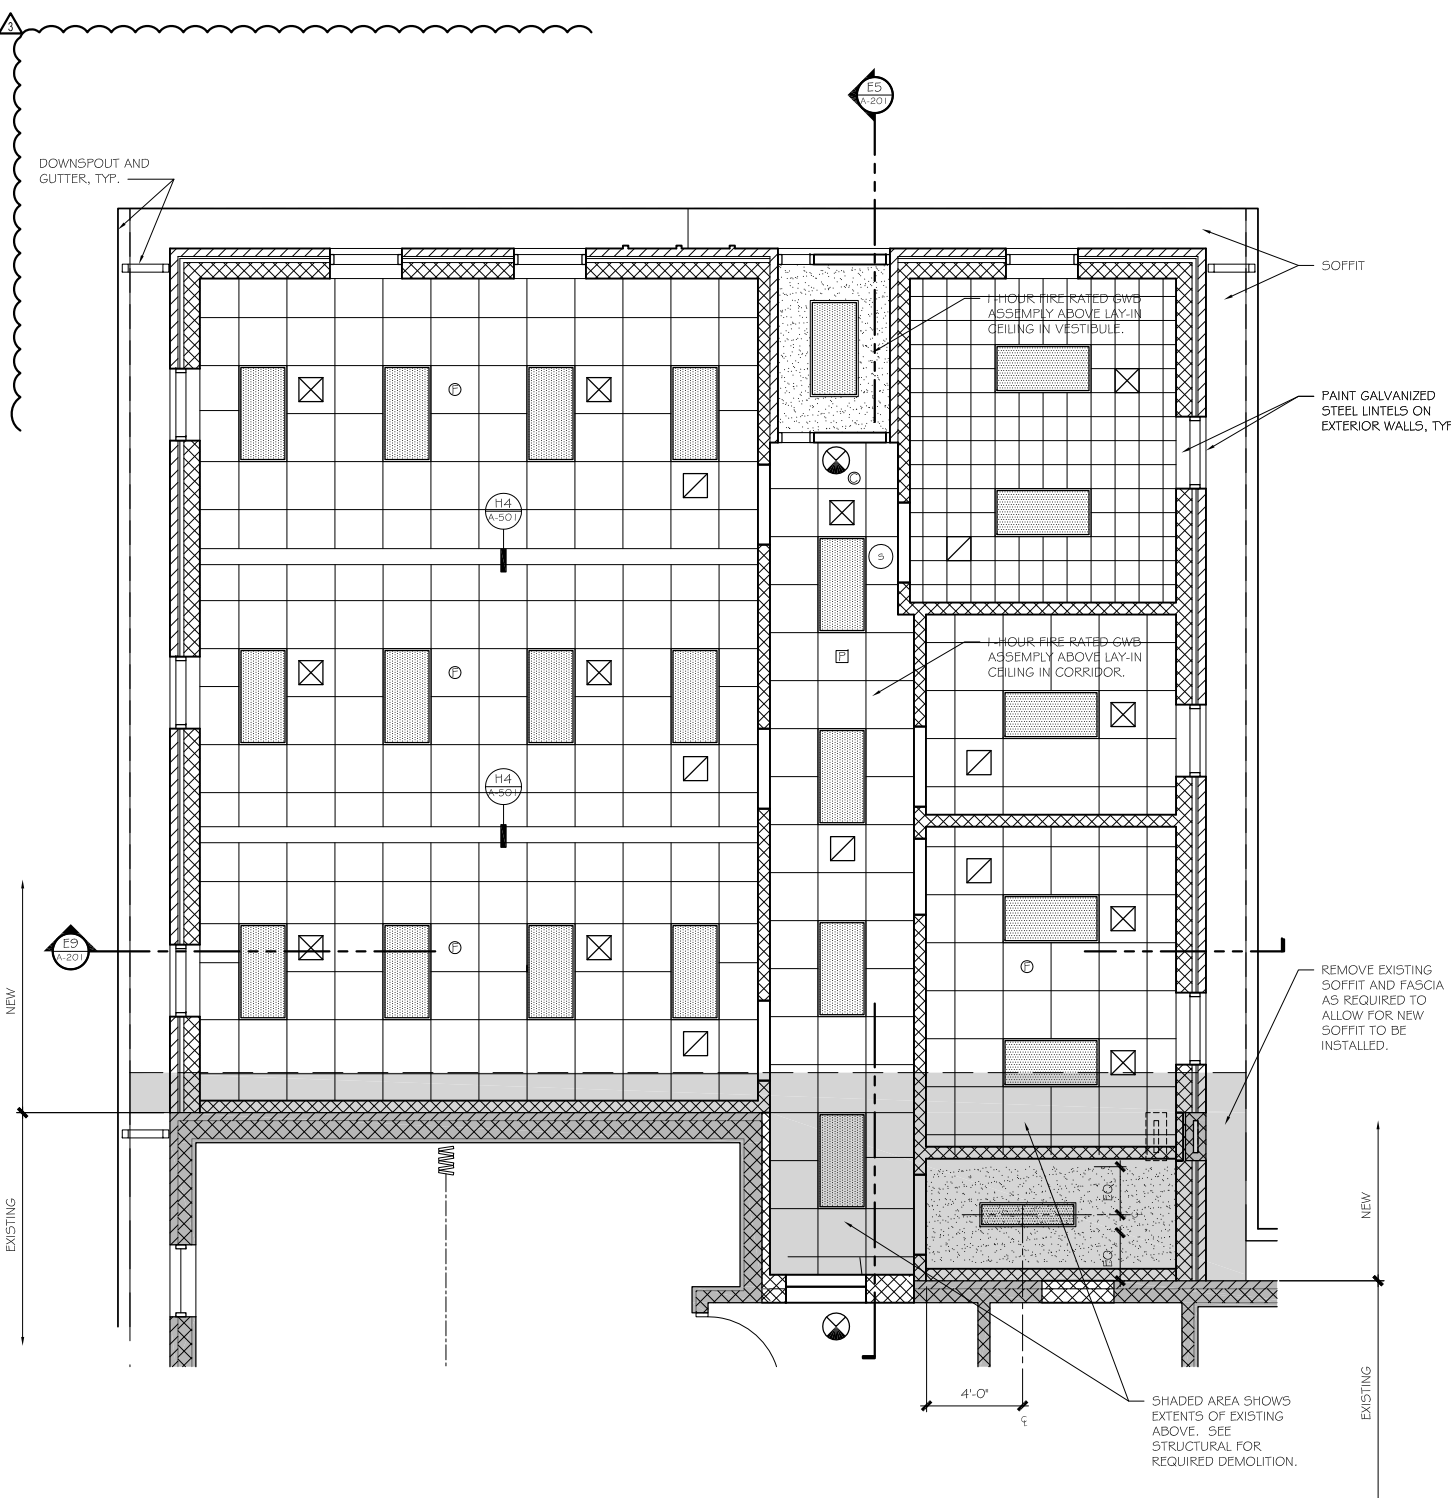 3
E5
A-201
DOWNSPOUT AND
GUTTER, TYP.
SOFFIT
1-HOUR FIRE RATED GWB
ASSEMPLY ABOVE LAY-IN
CEILING IN VESTIBULE.
PAINT GALVANIZED
STEEL LINTELS ON
EXTERIOR WALLS, TYP
F
C
H4
A-501
S
1-HOUR FIRE RATED GWB
ASSEMPLY ABOVE LAY-IN
CEILING IN CORRIDOR.
P
F
H4
A-501
E9
A-201
F
F
REMOVE EXISTING
SOFFIT AND FASCIA
AS REQUIRED TO
ALLOW FOR NEW
SOFFIT TO BE
INSTALLED.
NEW
EXISTING
EQ.
EQ.
NEW
EXISTING
4'-0"
SHADED AREA SHOWS
EXTENTS OF EXISTING
ABOVE. SEE
STRUCTURAL FOR
REQUIRED DEMOLITION.